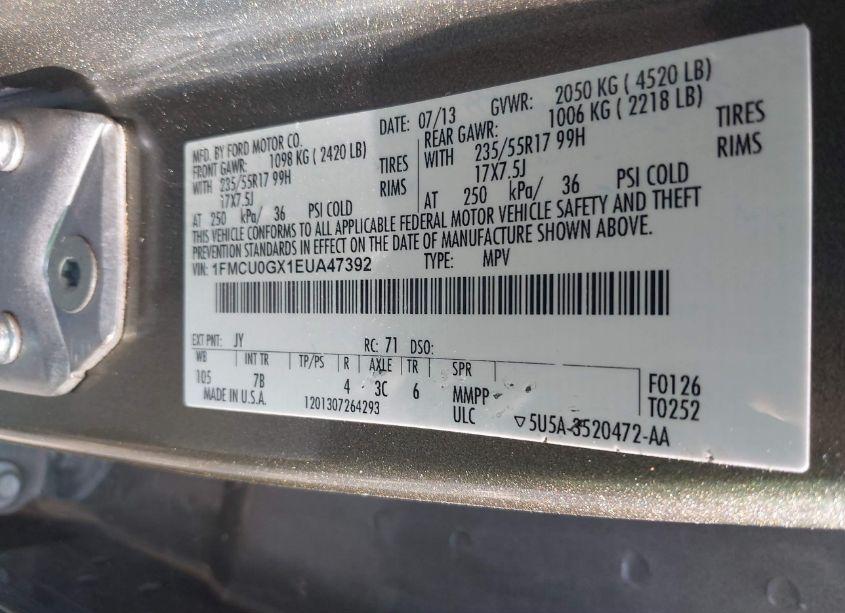 MFD. BY FORD MOTOR CO. DATE: 07/13 GVWR: 2050 KG ( 4520 LB)
FRONT GAWR: 1098 KG ( 2420 LB) REAR GAWR: 1006 KG ( 2218 LB)
WITH 235/55R17 99H TIRES WITH 235/55R17 99H TIRES
17X7.5J RIMS 17X7.5J RIMS
AT 250 kPa/ 36 PSI COLD AT 250 kPa/ 36 PSI COLD
THIS VEHICLE CONFORMS TO ALL APPLICABLE FEDERAL MOTOR VEHICLE SAFETY AND THEFT
PREVENTION STANDARDS IN EFFECT ON THE DATE OF MANUFACTURE SHOWN ABOVE.
VIN: 1FMCU0GX1EUA47392 TYPE: MPV
EXT PNT: JY RC: 71 DSO:
WB INT TR TP/PS R AXLE TR SPR
105 7B 4 3C 6 MMPP F0126
MADE IN U.S.A. 1201307264293 ULC T0252
▽5U5A-3520472-AA